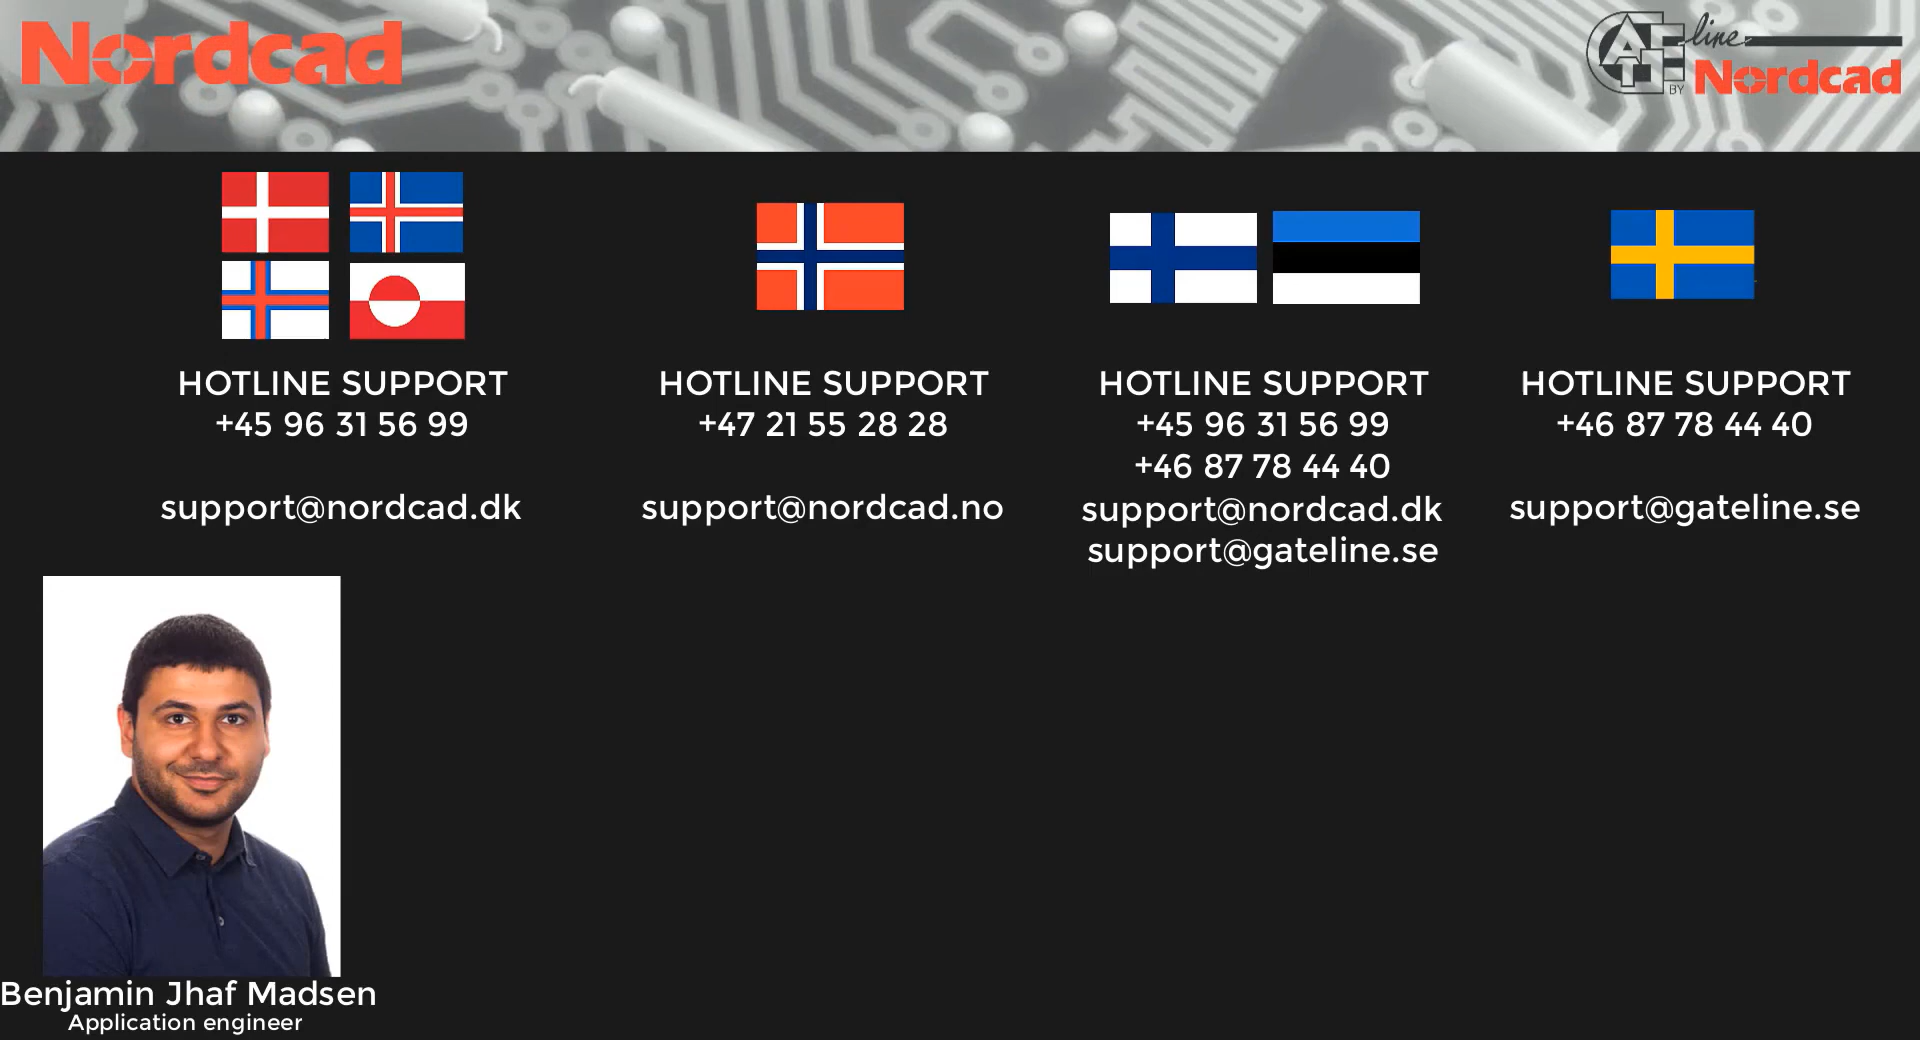 Nordcad
GATE line
BY Nordcad
HOTLINE SUPPORT
+45 96 31 56 99
support@nordcad.dk
HOTLINE SUPPORT
+47 21 55 28 28
support@nordcad.no
HOTLINE SUPPORT
+45 96 31 56 99
+46 87 78 44 40
support@nordcad.dk
support@gateline.se
HOTLINE SUPPORT
+46 87 78 44 40
support@gateline.se
Benjamin Jhaf Madsen
Application engineer